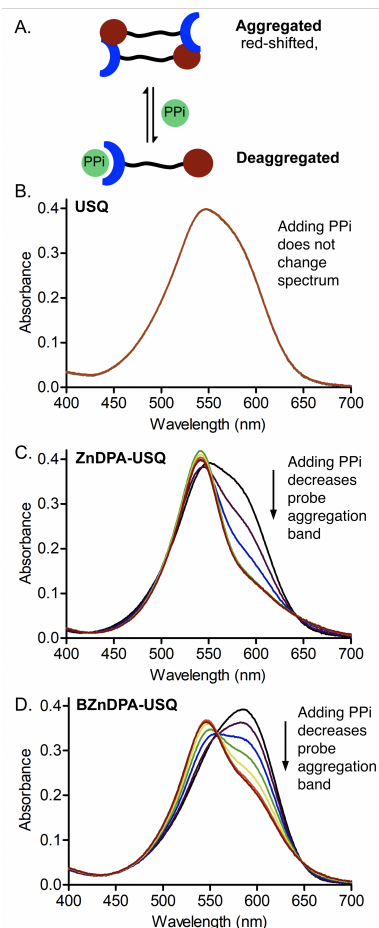 A.
Aggregated
red-shifted,
PPi
PPi
Deaggregated
B.
USQ
Adding PPi
does not
change
spectrum
Absorbance
0.4
0.3
0.2
0.1
0.0
400 450 500 550 600 650 700
Wavelength (nm)
C.
ZnDPA-USQ
Adding PPi
decreases
probe
aggregation
band
Absorbance
0.4
0.3
0.2
0.1
0.0
400 450 500 550 600 650 700
Wavelength (nm)
D.
BZnDPA-USQ
Adding PPi
decreases
probe
aggregation
band
Absorbance
0.4
0.3
0.2
0.1
0.0
400 450 500 550 600 650 700
Wavelength (nm)